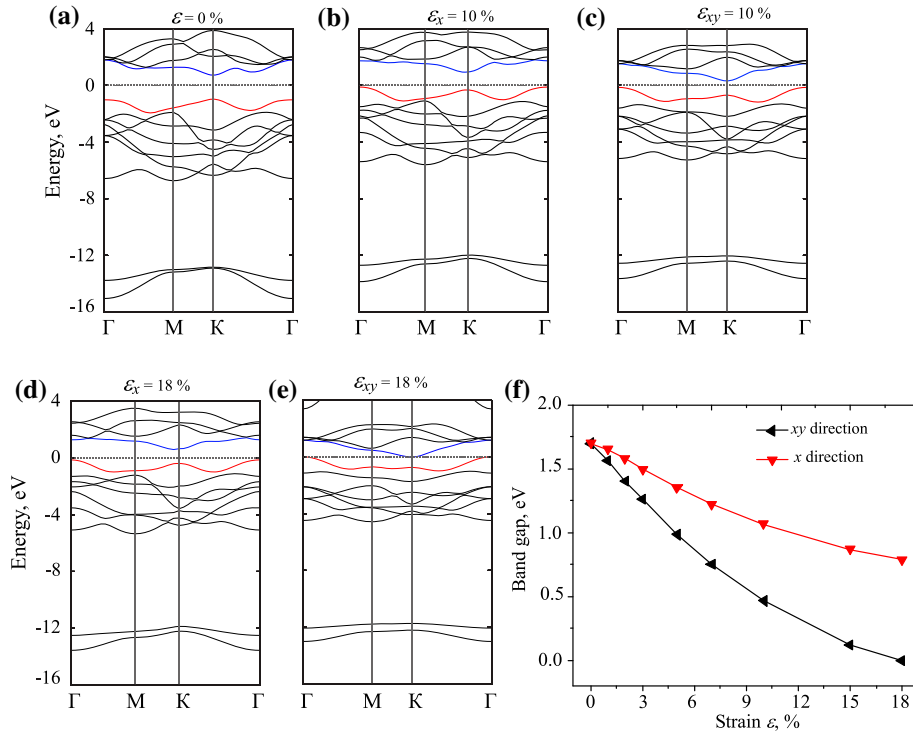 (a)
ε = 0 %
(b)
εx = 10 %
(c)
εxy = 10 %
Energy, eV
4
0
-4
-8
-12
-16
Γ M K Γ
Γ M K Γ
Γ M K Γ
(d)
εx = 18 %
(e)
εxy = 18 %
(f)
Energy, eV
4
0
-4
-8
-12
-16
Γ M K Γ
Γ M K Γ
Band gap, eV
2.0
1.5
1.0
0.5
0.0
xy direction
x direction
0 3 6 9 12 15 18
Strain ε, %